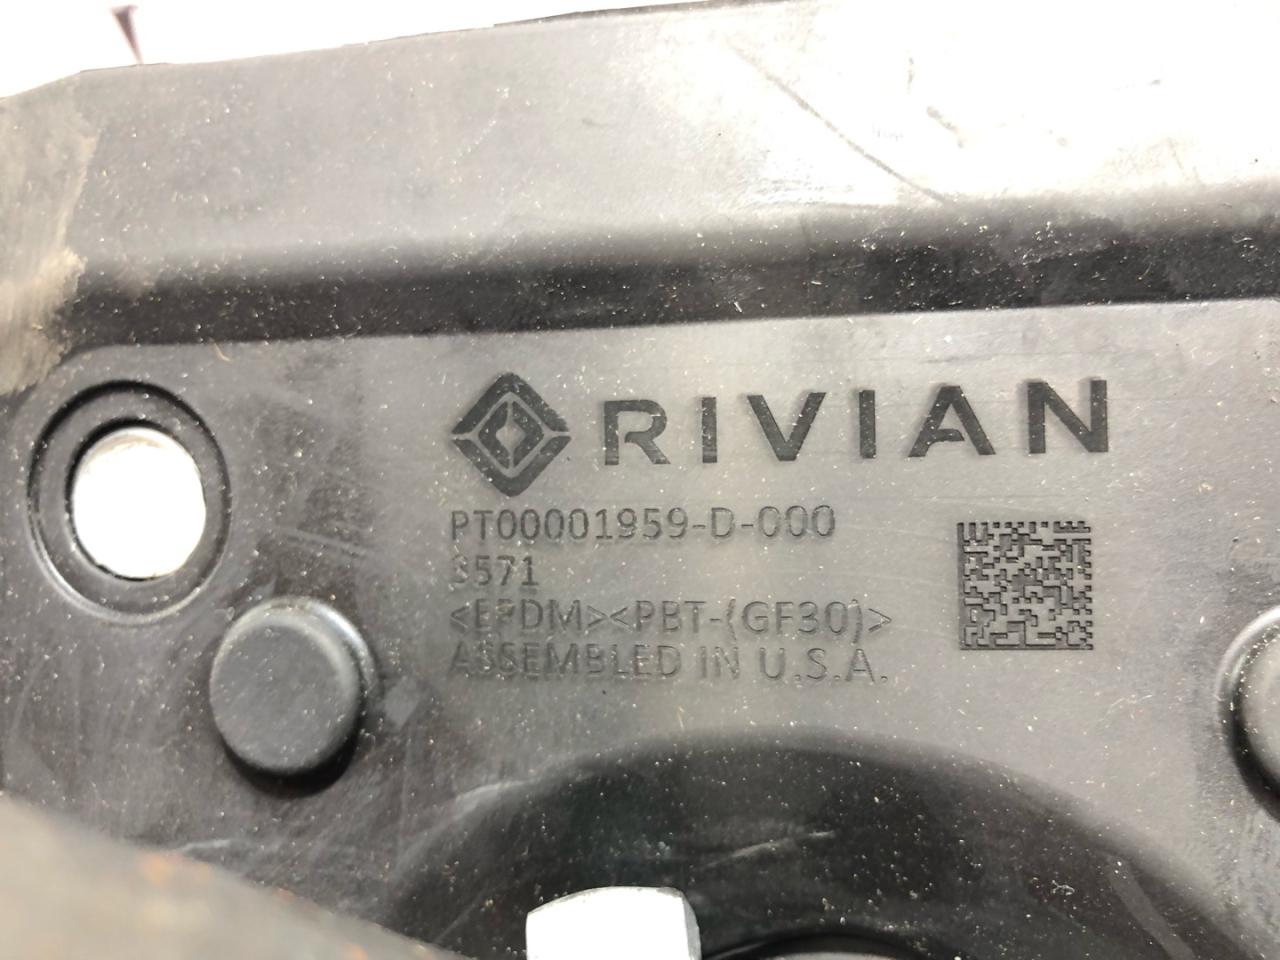 RIVIAN
PT00001959-D-000
3571
<EPDM><PBT-(GF30)>
ASSEMBLED IN U.S.A.